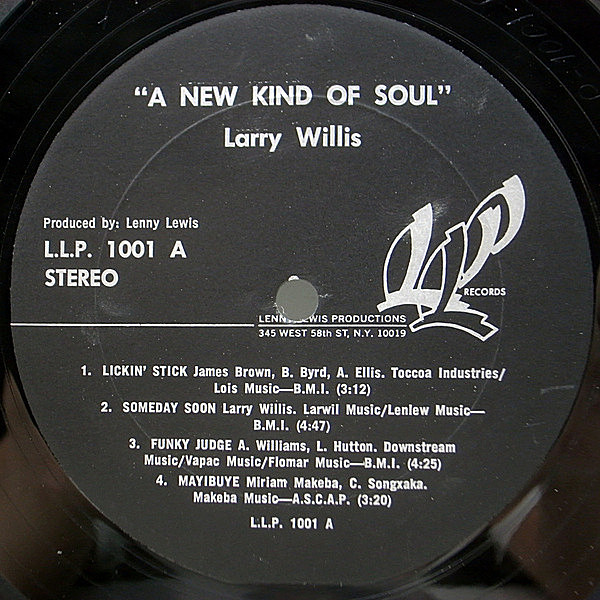 "A NEW KIND OF SOUL"
Larry Willis
Produced by: Lenny Lewis
L.L.P. 1001 A
STEREO
LLP
RECORDS
LENNY LEWIS PRODUCTIONS
345 WEST 58th ST, N.Y. 10019
1. LICKIN' STICK James Brown, B. Byrd, A. Ellis. Toccoa Industries/
Lois Music—B.M.I. (3:12)
2. SOMEDAY SOON Larry Willis. Larwil Music/Lenlew Music—
B.M.I. (4:47)
3. FUNKY JUDGE A. Williams, L. Hutton. Downstream
Music/Vapac Music/Flomar Music—B.M.I. (4:25)
4. MAYIBUYE Miriam Makeba, C. Songxaka.
Makeba Music—A.S.C.A.P. (3:20)
L.L.P. 1001 A